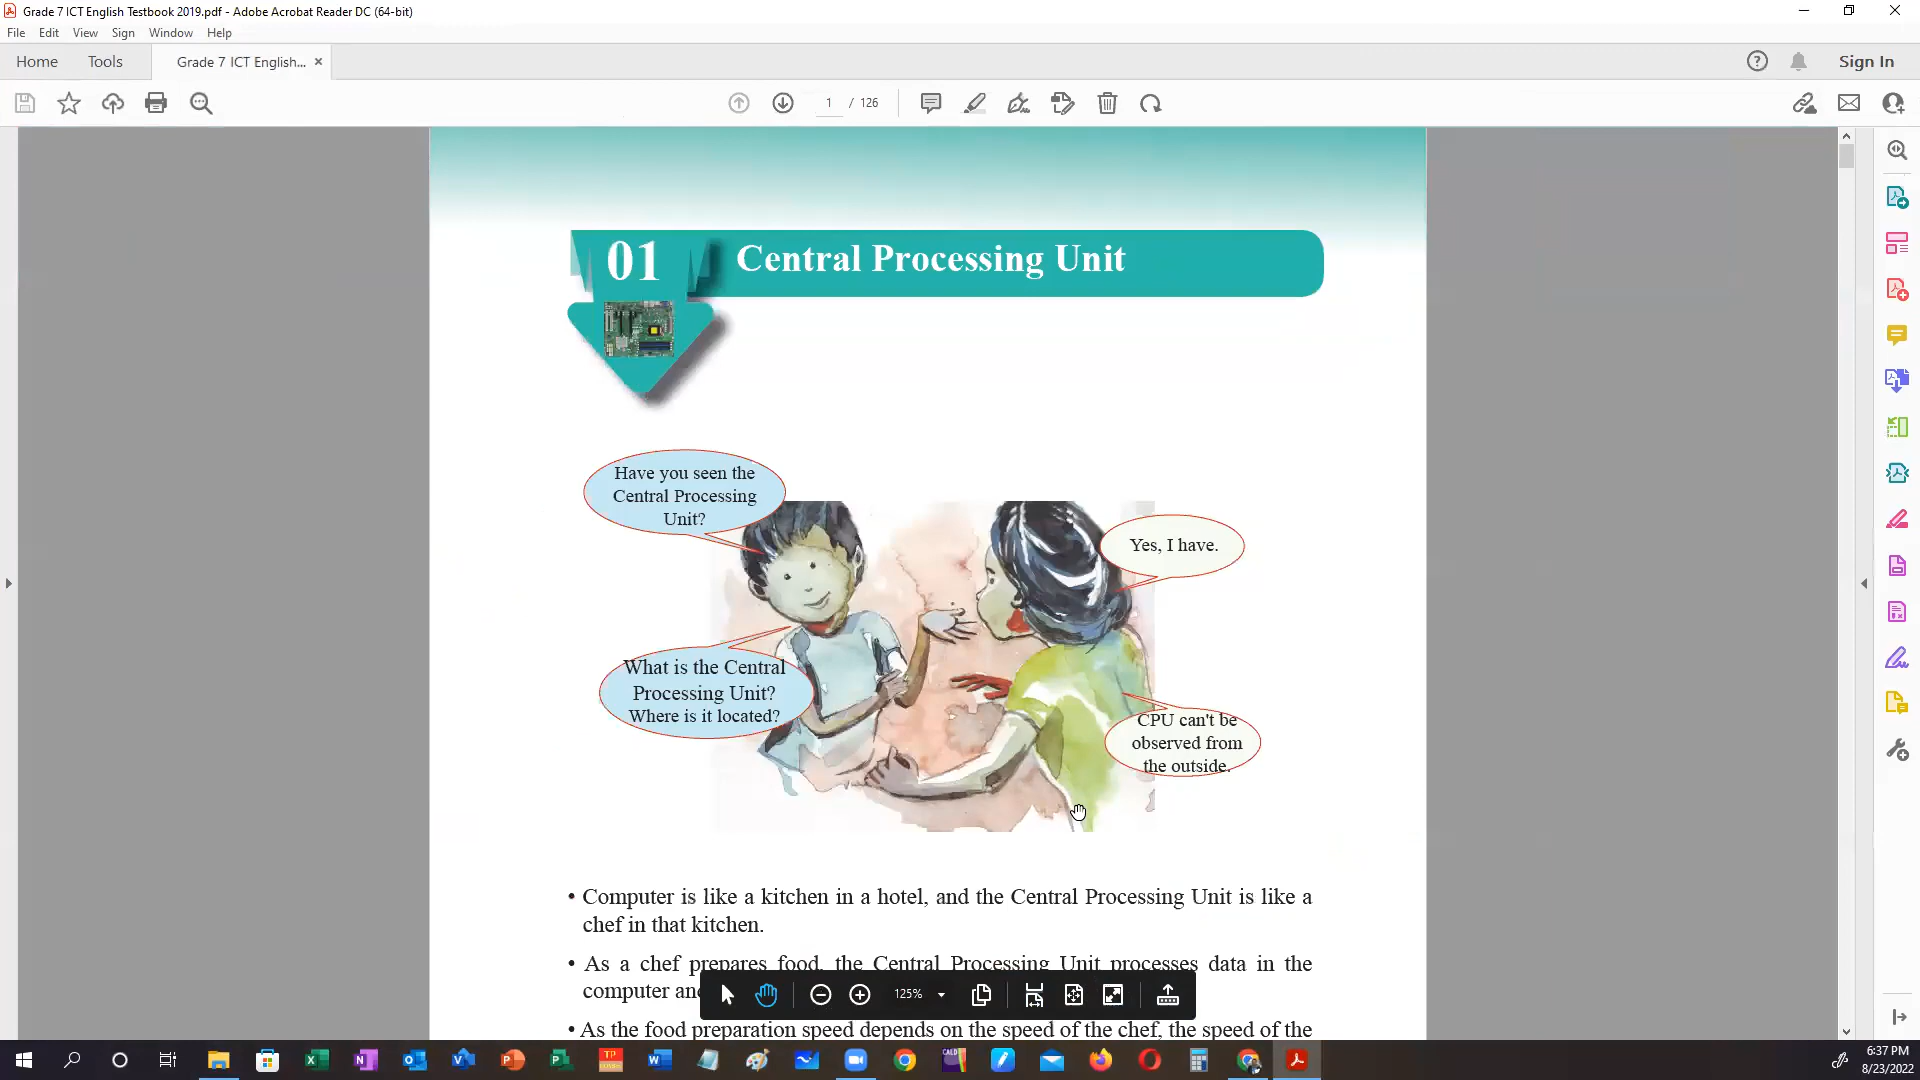 Grade 7 ICT English Testbook 2019.pdf - Adobe Acrobat Reader DC (64-bit)
File Edit View Sign Window Help
Home Tools Grade 7 ICT English... × Sign In
1 / 126
01 Central Processing Unit
Have you seen the
Central Processing
Unit?
Yes, I have.
What is the Central
Processing Unit?
Where is it located?
CPU can't be
observed from
the outside.
• Computer is like a kitchen in a hotel, and the Central Processing Unit is like a
chef in that kitchen.
• As a chef prepares food, the Central Processing Unit processes data in the
computer and
• As the food preparation speed depends on the speed of the chef, the speed of the
125%
6:37 PM
8/23/2022